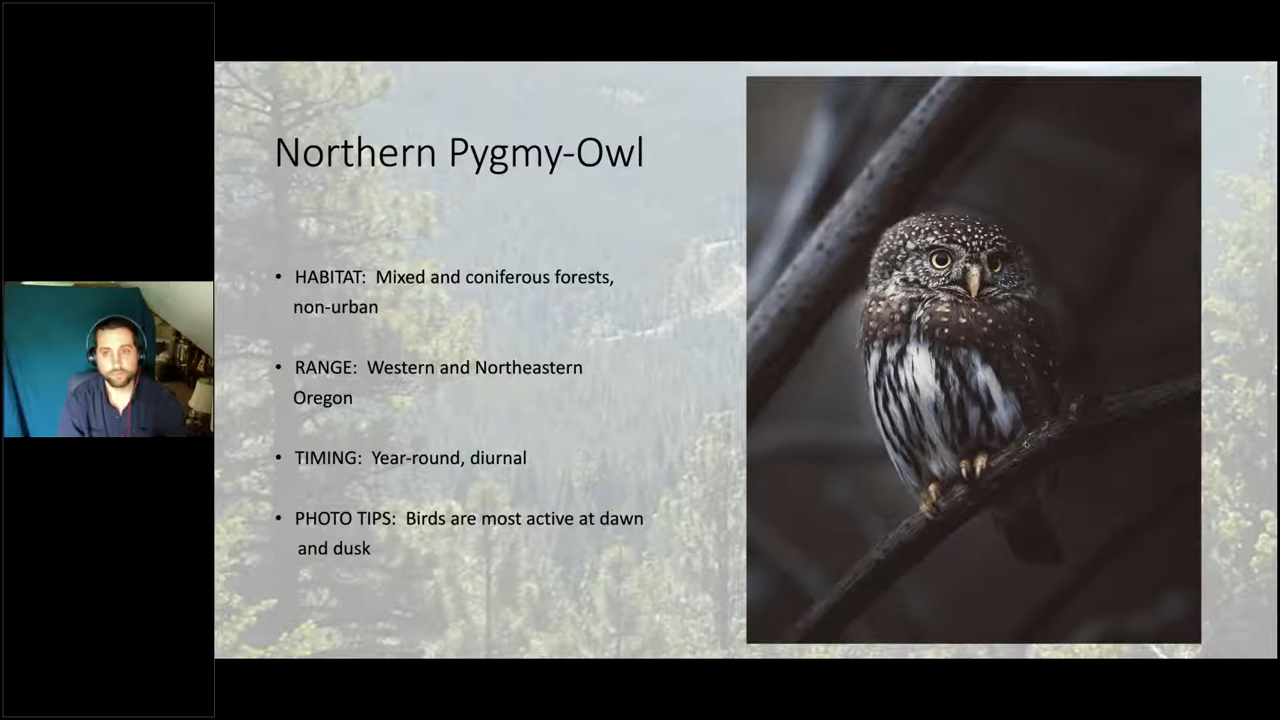 Northern Pygmy-Owl
• HABITAT: Mixed and coniferous forests,
non-urban
• RANGE: Western and Northeastern
Oregon
• TIMING: Year-round, diurnal
• PHOTO TIPS: Birds are most active at dawn
and dusk